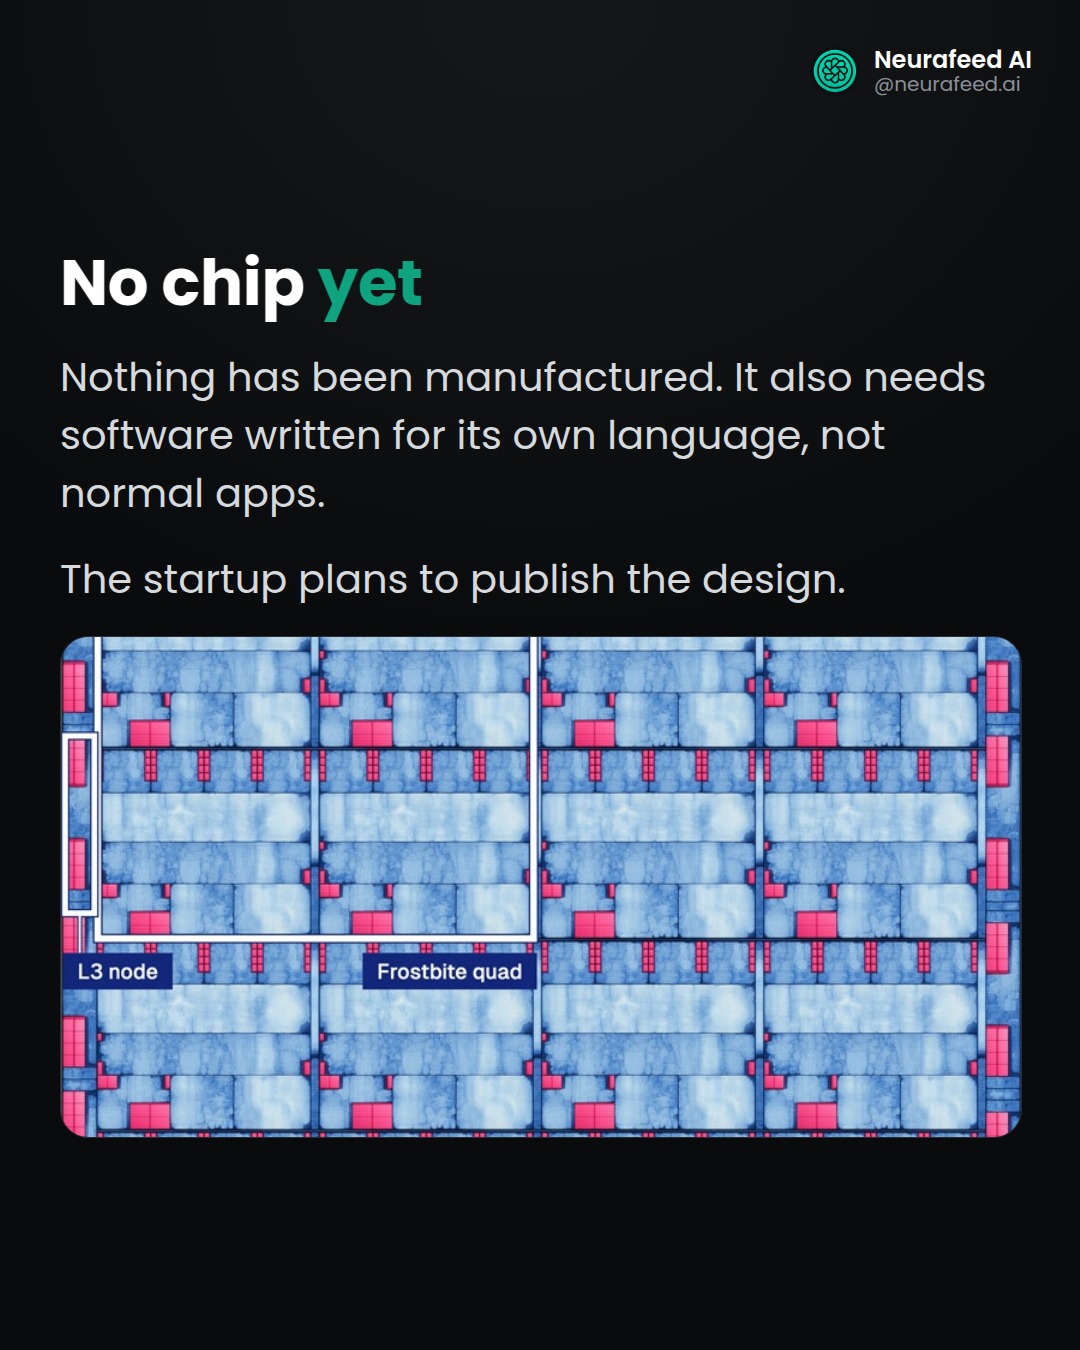 Neurafeed AI
@neurafeed.ai
No chip yet
Nothing has been manufactured. It also needs
software written for its own language, not
normal apps.
The startup plans to publish the design.
L3 node
Frostbite quad